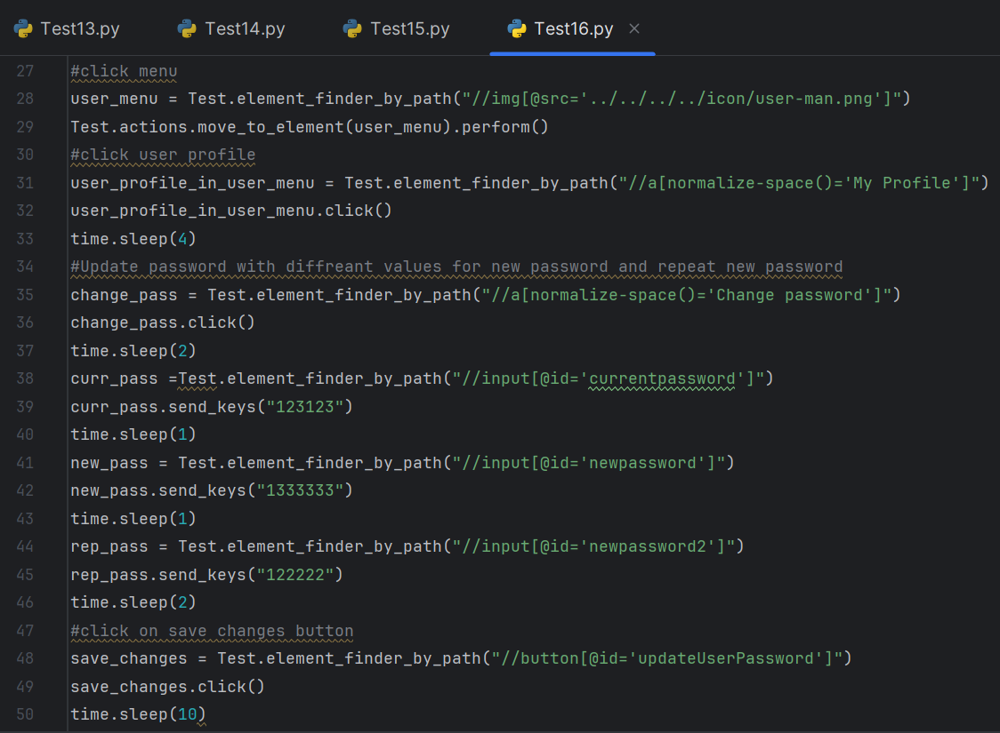 Test13.py Test14.py Test15.py Test16.py
27 #click menu
28 user_menu = Test.element_finder_by_path("//img[@src='../../../../icon/user-man.png']")
29 Test.actions.move_to_element(user_menu).perform()
30 #click user profile
31 user_profile_in_user_menu = Test.element_finder_by_path("//a[normalize-space()='My Profile']")
32 user_profile_in_user_menu.click()
33 time.sleep(4)
34 #Update password with diffreant values for new password and repeat new password
35 change_pass = Test.element_finder_by_path("//a[normalize-space()='Change password']")
36 change_pass.click()
37 time.sleep(2)
38 curr_pass =Test.element_finder_by_path("//input[@id='currentpassword']")
39 curr_pass.send_keys("123123")
40 time.sleep(1)
41 new_pass = Test.element_finder_by_path("//input[@id='newpassword']")
42 new_pass.send_keys("1333333")
43 time.sleep(1)
44 rep_pass = Test.element_finder_by_path("//input[@id='newpassword2']")
45 rep_pass.send_keys("122222")
46 time.sleep(2)
47 #click on save changes button
48 save_changes = Test.element_finder_by_path("//button[@id='updateUserPassword']")
49 save_changes.click()
50 time.sleep(10)